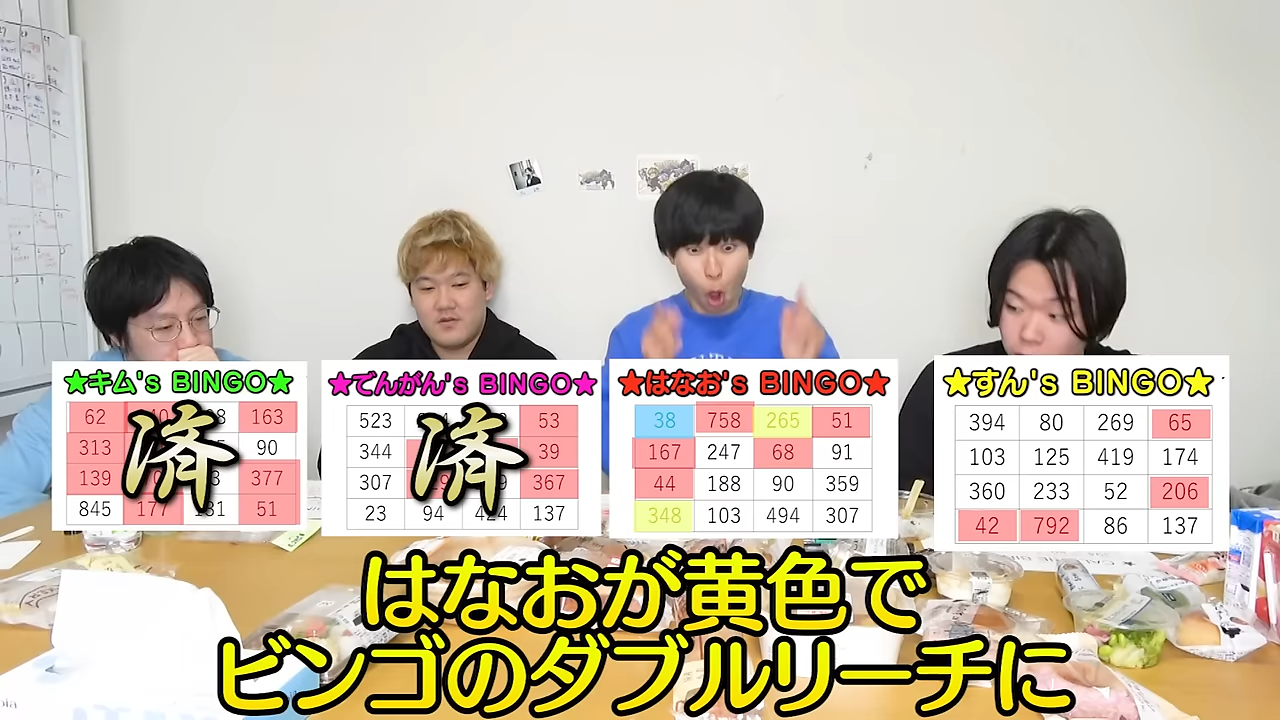 ★キム's BINGO★
62 163
313 90
139 377
845 177 51
済
★でんがん's BINGO★
523 53
344 39
307 367
23 94 424 137
済
★はなお's BINGO★
38 758 265 51
167 247 68 91
44 188 90 359
348 103 494 307
★すん's BINGO★
394 80 269 65
103 125 419 174
360 233 52 206
42 792 86 137
はなおが黄色で
ビンゴのダブルリーチに